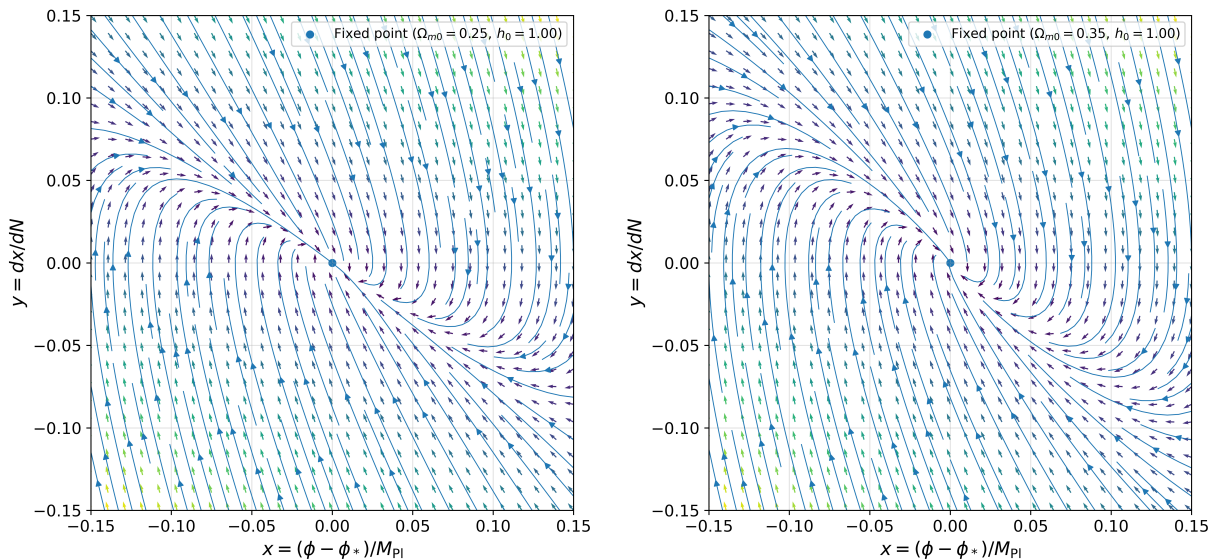 Fixed point (Ωm0 = 0.25, h0 = 1.00)
0.15
0.10
0.05
0.00
−0.05
−0.10
−0.15
y = dx/dN
−0.15 −0.10 −0.05 0.00 0.05 0.10 0.15
x = (ϕ − ϕ*)/MPl
Fixed point (Ωm0 = 0.35, h0 = 1.00)
0.15
0.10
0.05
0.00
−0.05
−0.10
−0.15
y = dx/dN
−0.15 −0.10 −0.05 0.00 0.05 0.10 0.15
x = (ϕ − ϕ*)/MPl